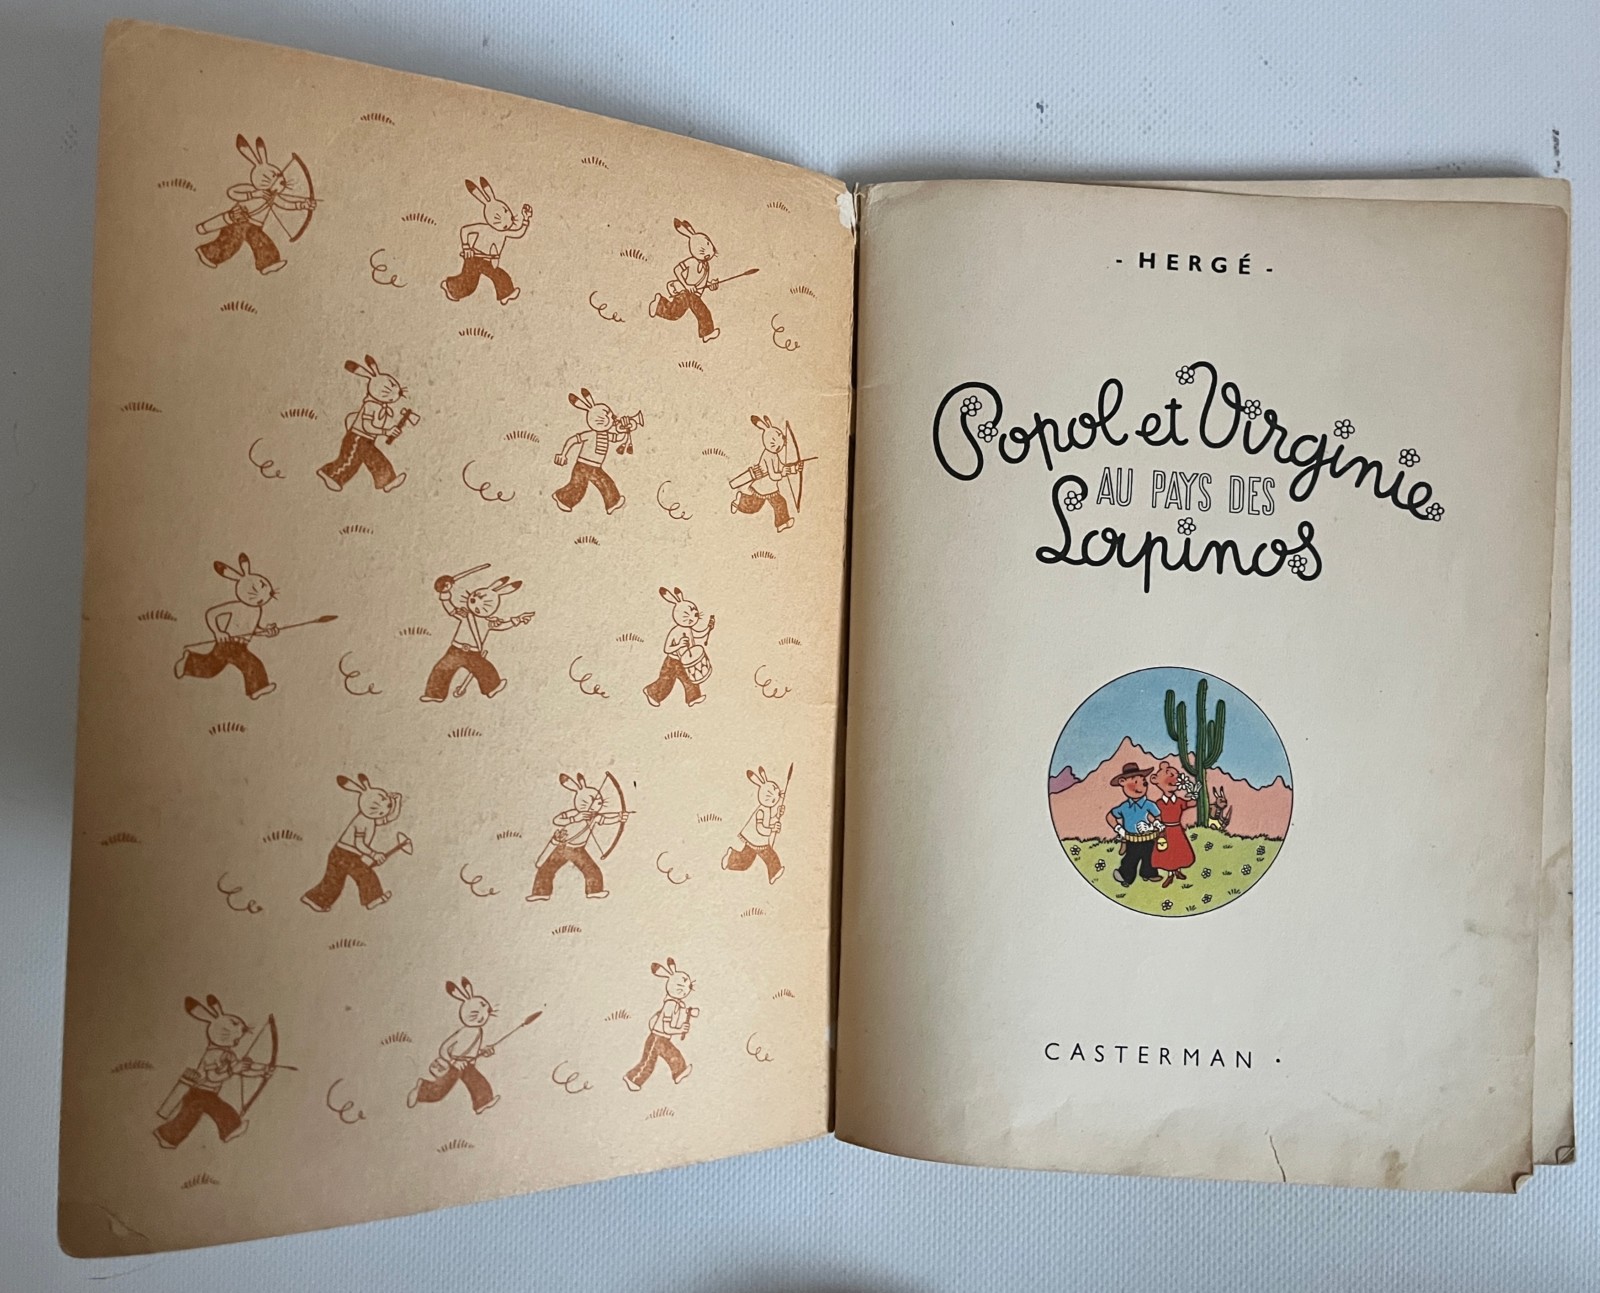 - HERGÉ -
Popol et Virginie
AU PAYS DES
Lapinos
CASTERMAN .